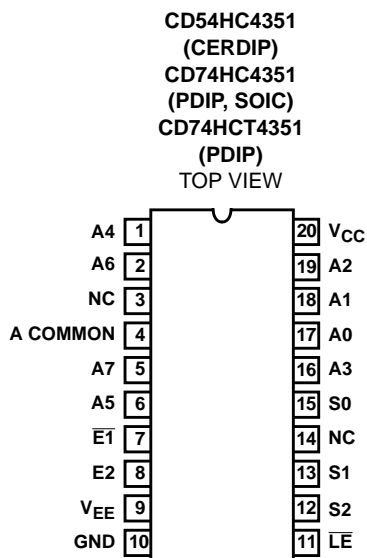 CD54HC4351
(CERDIP)
CD74HC4351
(PDIP, SOIC)
CD74HCT4351
(PDIP)
TOP VIEW
A4 1 20 VCC
A6 2 19 A2
NC 3 18 A1
A COMMON 4 17 A0
A7 5 16 A3
A5 6 15 S0
E1 7 14 NC
E2 8 13 S1
VEE 9 12 S2
GND 10 11 LE